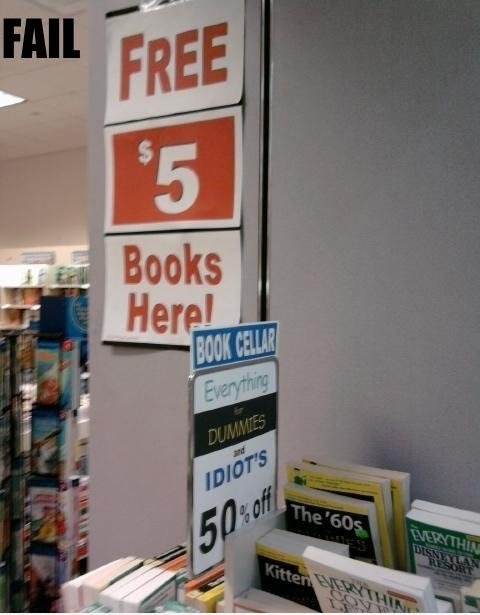 FAIL
FREE
$5
Books
Here!
BOOK CELLAR
Everything
for
DUMMIES
and
IDIOT'S
50% off
The '60s
Kitten
EVERYTHING
EVERYTHING
DISNEYLAND
RESORT